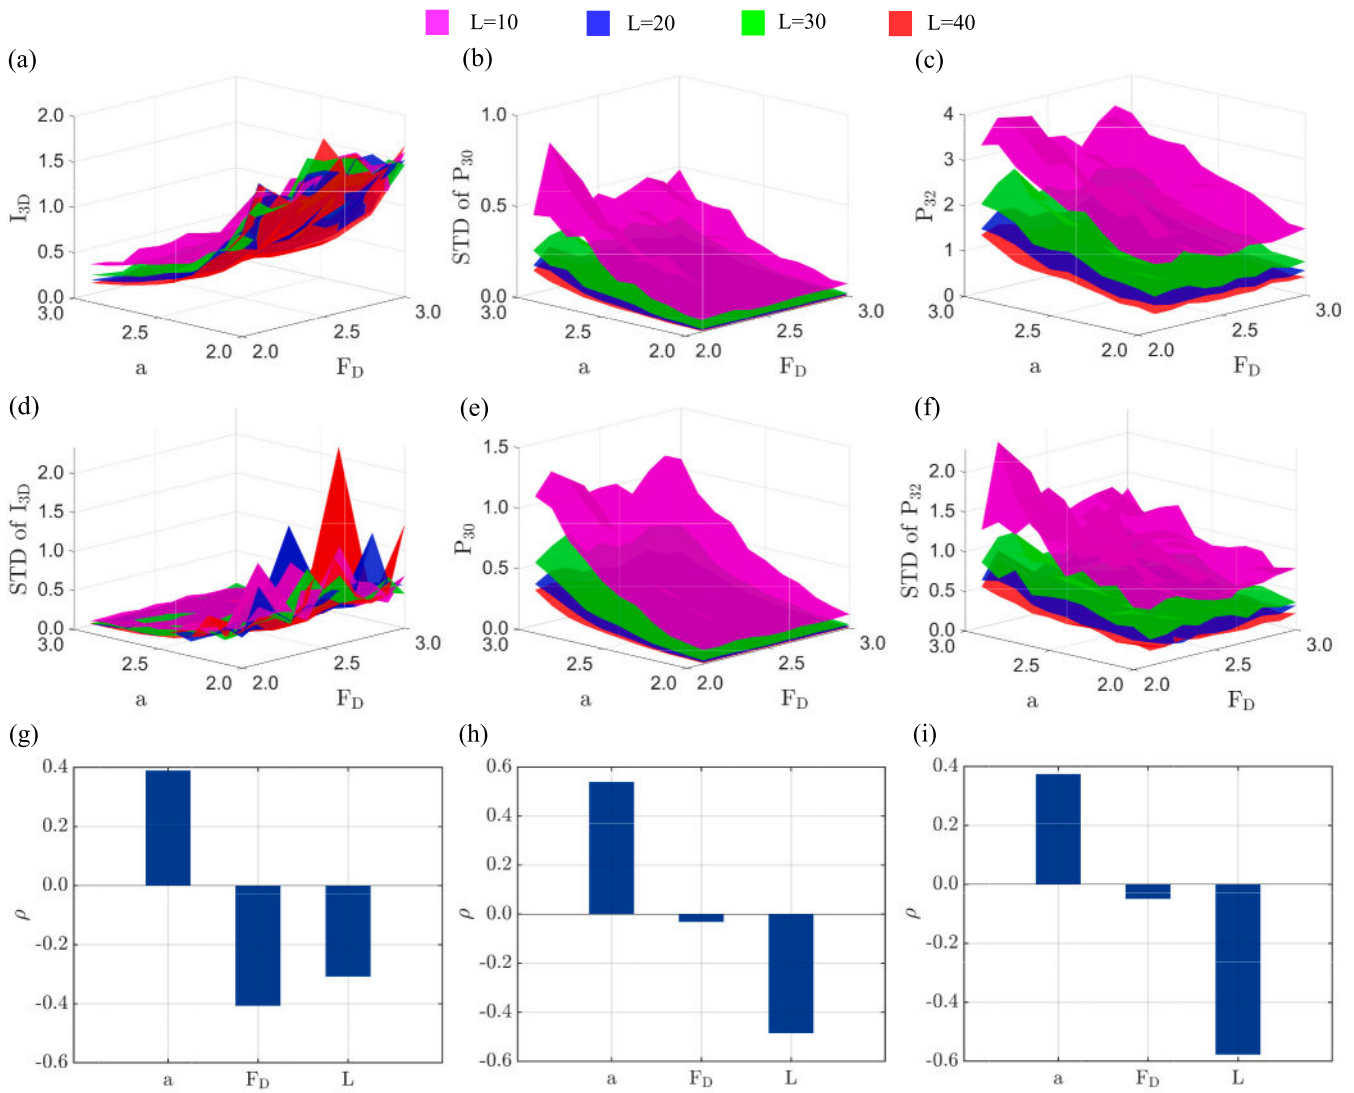 L=10 L=20 L=30 L=40
(a) (b) (c)
2.0 1.5 1.0 0.5 0.0 I3D 3.0 2.5 2.0 a 2.0 2.5 3.0 FD
1.0 0.5 0.0 STD of P30 3.0 2.5 2.0 a 2.0 2.5 3.0 FD
4 3 2 1 0 P32 3.0 2.5 2.0 a 2.0 2.5 3.0 FD
(d) (e) (f)
2.0 1.5 1.0 0.5 0.0 STD of I3D 3.0 2.5 2.0 a 2.0 2.5 3.0 FD
1.5 1.0 0.5 0.0 P30 3.0 2.5 2.0 a 2.0 2.5 3.0 FD
2.0 1.5 1.0 0.5 0.0 STD of P32 3.0 2.5 2.0 a 2.0 2.5 3.0 FD
(g) (h) (i)
0.4 0.2 0.0 -0.2 -0.4 -0.6 ρ a FD L
0.6 0.4 0.2 0.0 -0.2 -0.4 -0.6 ρ a FD L
0.4 0.2 0.0 -0.2 -0.4 -0.6 ρ a FD L